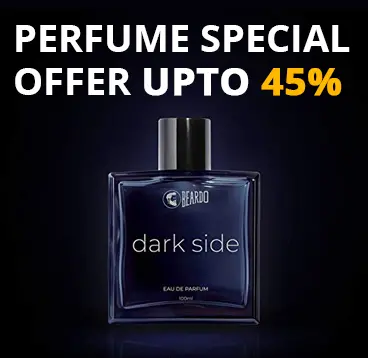 PERFUME SPECIAL
OFFER UPTO 45%
BEARDO
dark side
EAU DE PARFUM
100ml